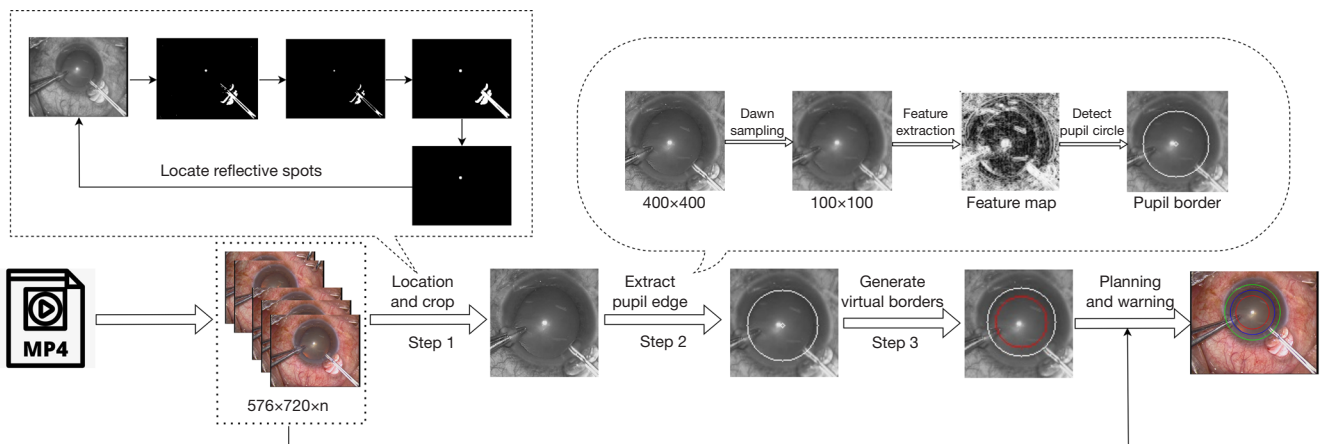 Locate reflective spots
Dawn
sampling
Feature
extraction
Detect
pupil circle
400×400
100×100
Feature map
Pupil border
MP4
576×720×n
Location
and crop
Step 1
Extract
pupil edge
Step 2
Generate
virtual borders
Step 3
Planning
and warning